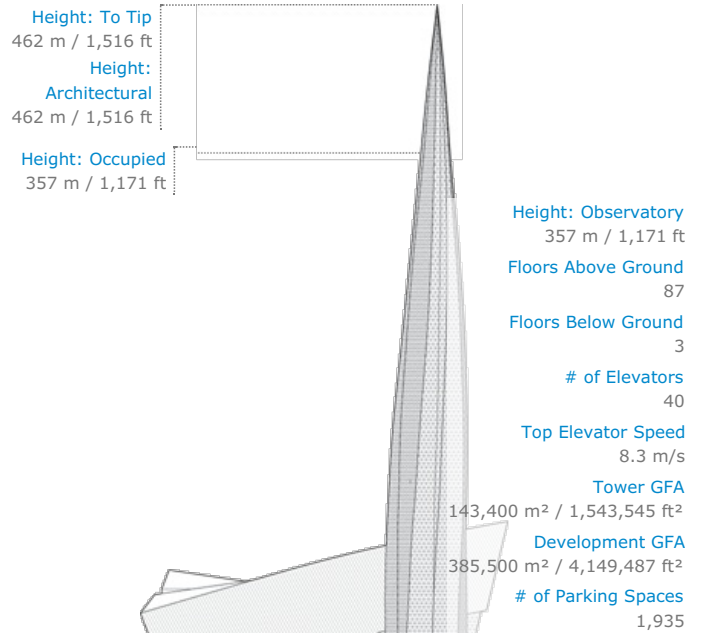 Height: To Tip
462 m / 1,516 ft
Height:
Architectural
462 m / 1,516 ft
Height: Occupied
357 m / 1,171 ft
Height: Observatory
357 m / 1,171 ft
Floors Above Ground
87
Floors Below Ground
3
# of Elevators
40
Top Elevator Speed
8.3 m/s
Tower GFA
143,400 m² / 1,543,545 ft²
Development GFA
385,500 m² / 4,149,487 ft²
# of Parking Spaces
1,935